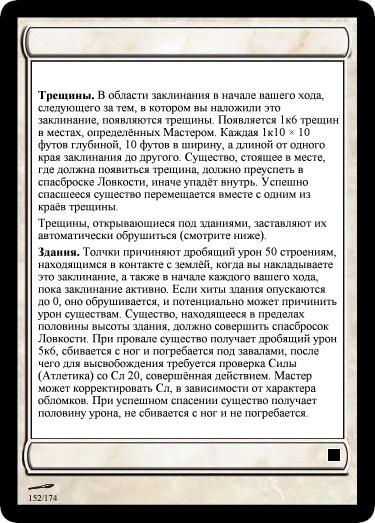 Трещины. В области заклинания в начале вашего хода,
следующего за тем, в котором вы наложили это
заклинание, появляются трещины. Появляется 1к6 трещин
в местах, определённых Мастером. Каждая 1к10 × 10
футов глубиной, 10 футов в ширину, а длиной от одного
края заклинания до другого. Существо, стоящее в месте,
где должна появиться трещина, должно преуспеть в
спасброске Ловкости, иначе упадёт внутрь. Успешно
спасшееся существо перемещается вместе с одним из
краёв трещины.
Трещины, открывающиеся под зданиями, заставляют их
автоматически обрушиться (смотрите ниже).
Здания. Толчки причиняют дробящий урон 50 строениям,
находящимся в контакте с землёй, когда вы накладываете
это заклинание, а также в начале каждого вашего хода,
пока заклинание активно. Если хиты здания опускаются
до 0, оно обрушивается, и потенциально может причинить
урон существам. Существо, находящееся в пределах
половины высоты здания, должно совершить спасбросок
Ловкости. При провале существо получает дробящий урон
5к6, сбивается с ног и погребается под завалами, после
чего для высвобождения требуется проверка Силы
(Атлетика) со Сл 20, совершённая действием. Мастер
может корректировать Сл, в зависимости от характера
обломков. При успешном спасении существо получает
половину урона, не сбивается с ног и не погребается.
152/174